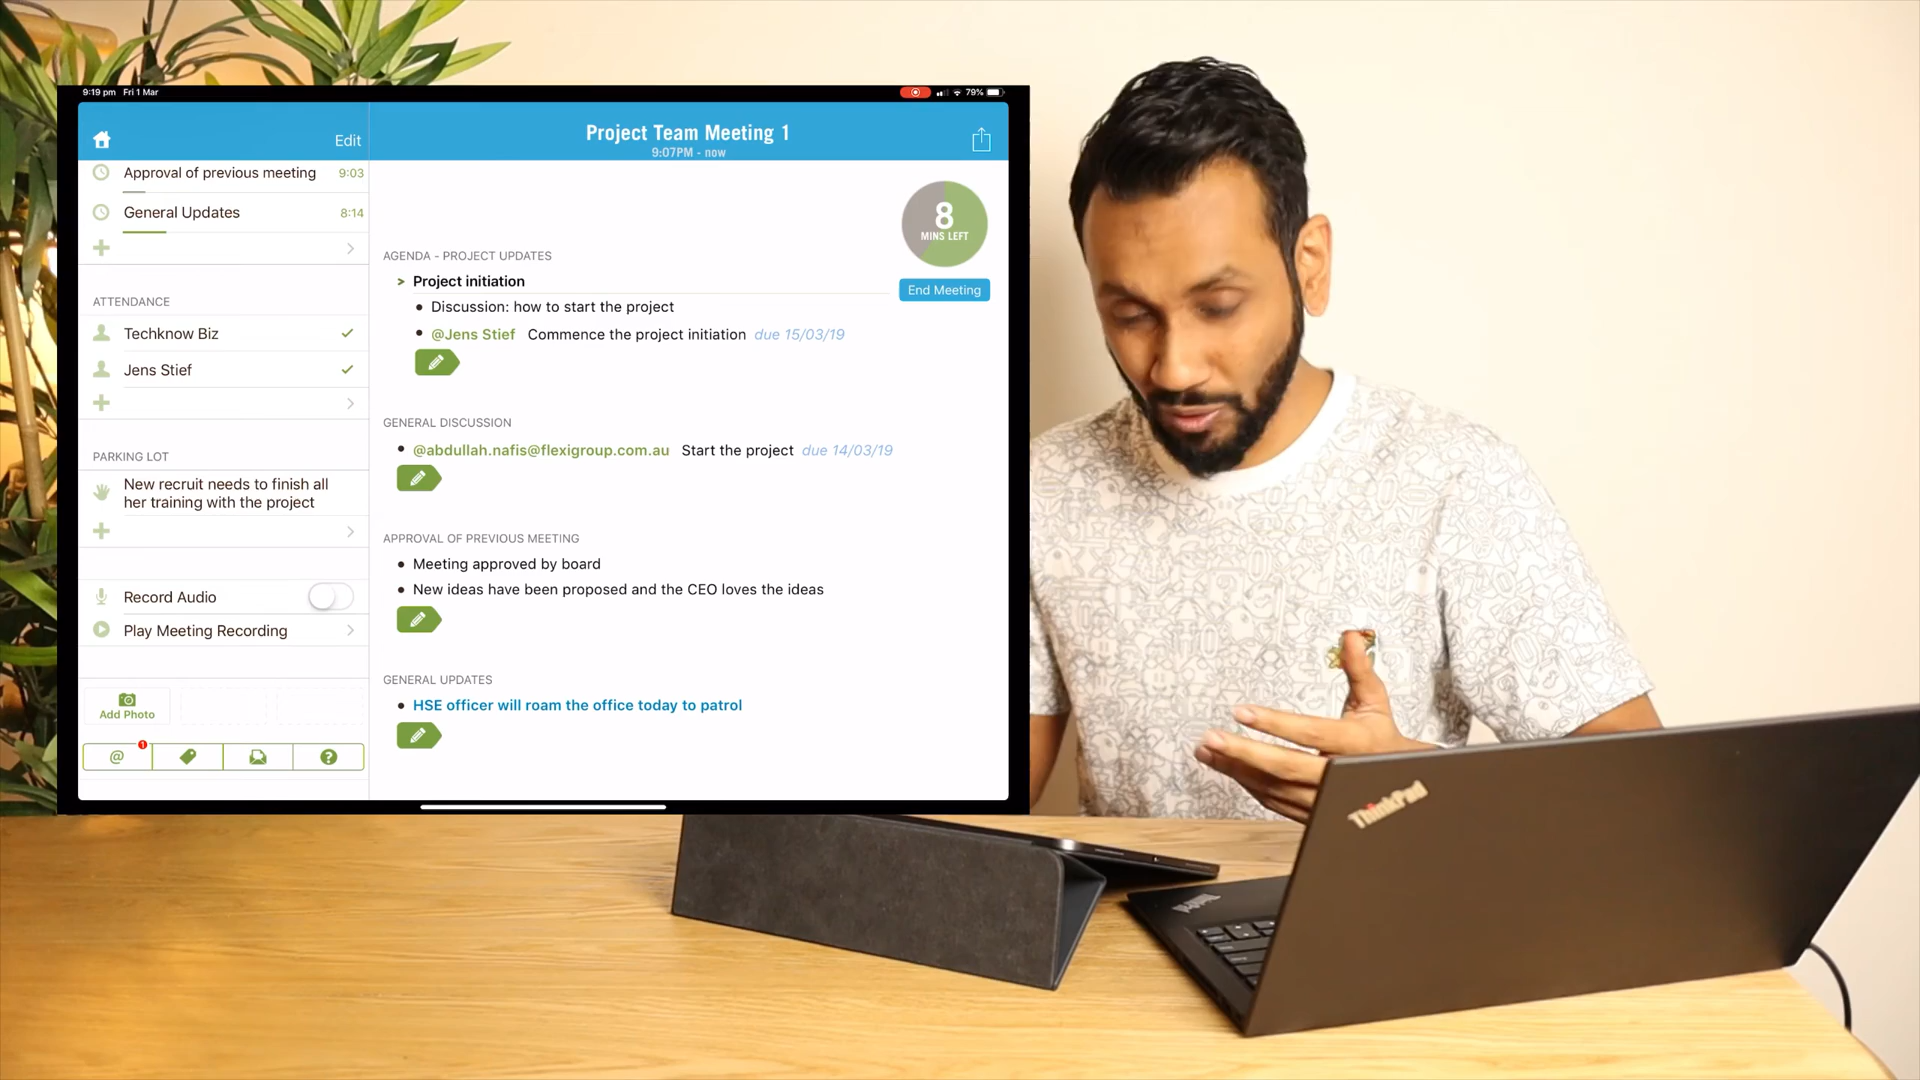 9:19 pm Fri 1 Mar
79%
Edit
Project Team Meeting 1
9:07PM - now
Approval of previous meeting 9:03
General Updates 8:14
ATTENDANCE
Techknow Biz
Jens Stief
PARKING LOT
New recruit needs to finish all
her training with the project
Record Audio
Play Meeting Recording
Add Photo
@ 1
?
8
MINS LEFT
End Meeting
AGENDA - PROJECT UPDATES
> Project initiation
• Discussion: how to start the project
• @Jens Stief Commence the project initiation due 15/03/19
GENERAL DISCUSSION
• @abdullah.nafis@flexigroup.com.au Start the project due 14/03/19
APPROVAL OF PREVIOUS MEETING
• Meeting approved by board
• New ideas have been proposed and the CEO loves the ideas
GENERAL UPDATES
• HSE officer will roam the office today to patrol
ThinkPad
ThinkPad